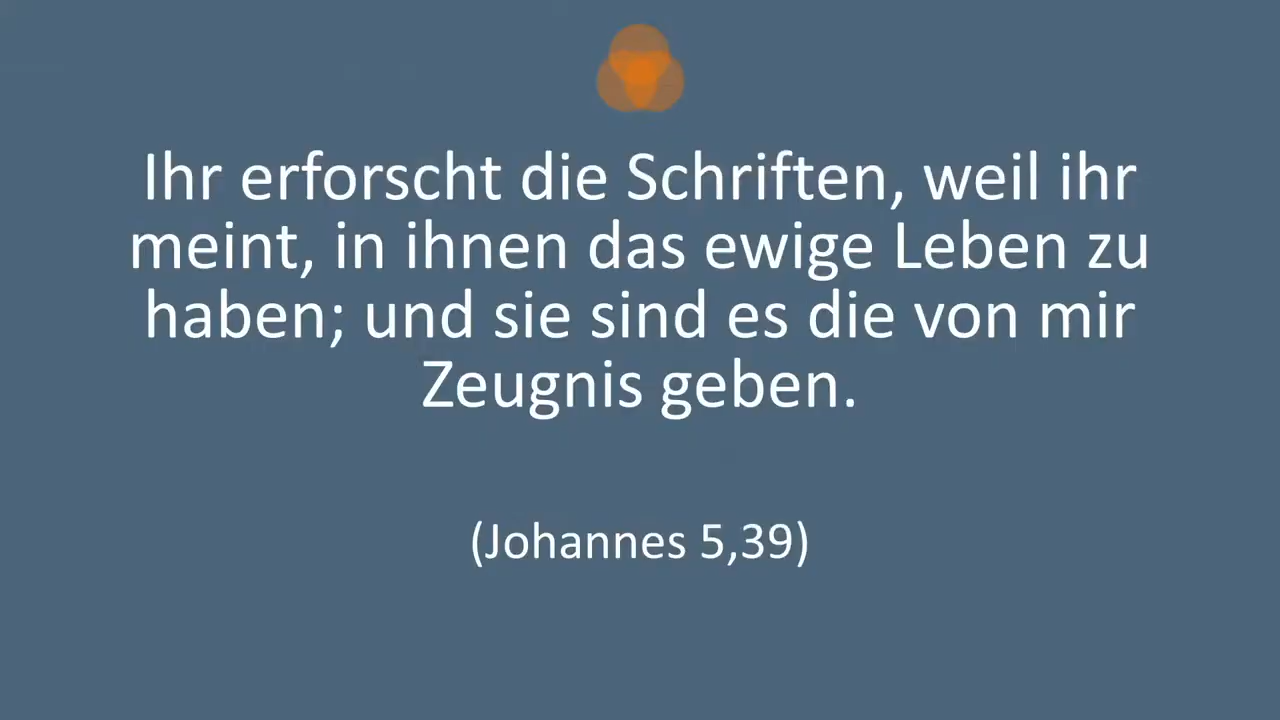 Ihr erforscht die Schriften, weil ihr
meint, in ihnen das ewige Leben zu
haben; und sie sind es die von mir
Zeugnis geben.
(Johannes 5,39)